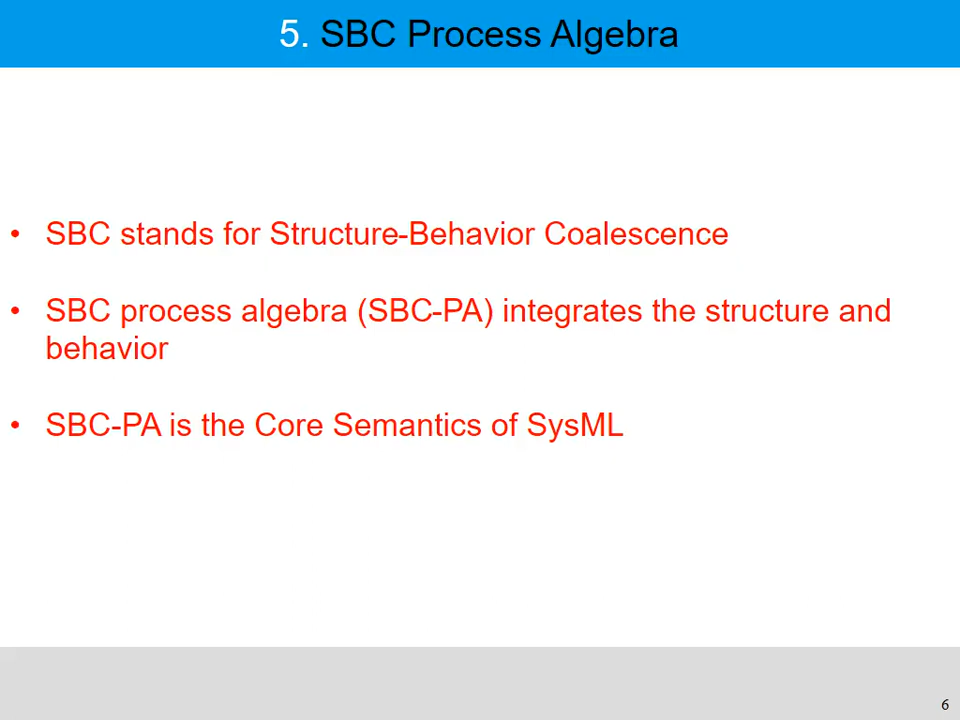 5. SBC Process Algebra
• SBC stands for Structure-Behavior Coalescence
• SBC process algebra (SBC-PA) integrates the structure and
behavior
• SBC-PA is the Core Semantics of SysML
6